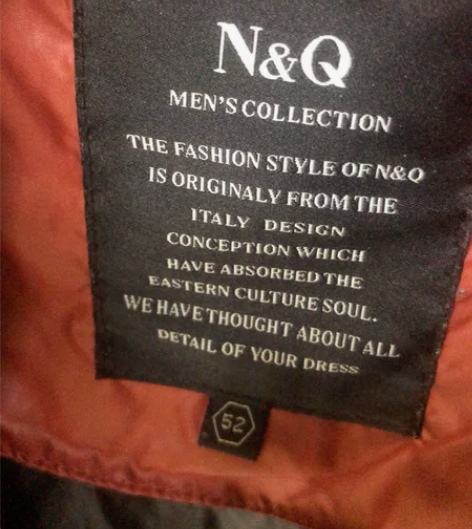 N&Q
MEN'S COLLECTION
THE FASHION STYLE OF N&Q
IS ORIGINALY FROM THE
ITALY DESIGN
CONCEPTION WHICH
HAVE ABSORBED THE
EASTERN CULTURE SOUL.
WE HAVE THOUGHT ABOUT ALL
DETAIL OF YOUR DRESS
52